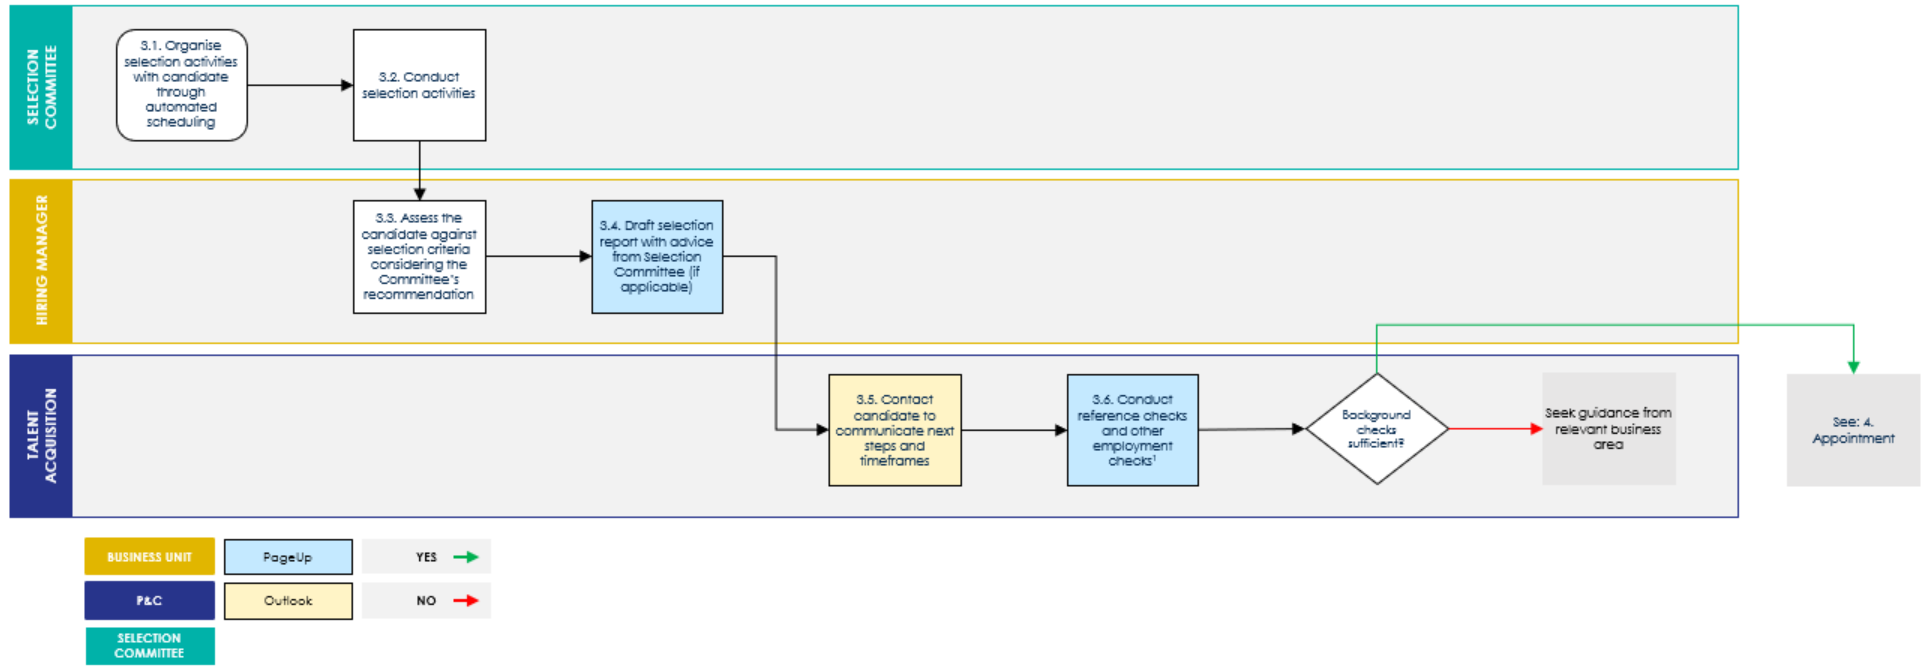 SELECTION
COMMITTEE
3.1. Organise
selection activities
with candidate
through
automated
scheduling
3.2. Conduct
selection activities
HIRING MANAGER
3.3. Assess the
candidate against
selection criteria
considering the
Committee's
recommendation
3.4. Draft selection
report with advice
from Selection
Committee (if
applicable)
TALENT
ACQUISITION
3.5. Contact
candidate to
communicate next
steps and
timeframes
3.6. Conduct
reference checks
and other
employment
checks¹
Background
checks
sufficient?
Seek guidance from
relevant business
area
See: 4.
Appointment
BUSINESS UNIT
PageUp
YES
P&C
Outlook
NO
SELECTION
COMMITTEE